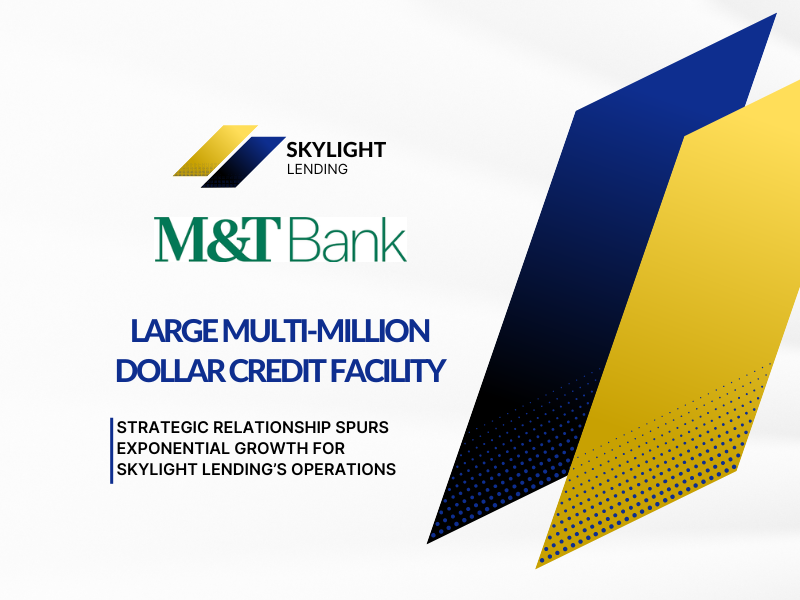 SKYLIGHT
LENDING
M&T Bank
LARGE MULTI-MILLION
DOLLAR CREDIT FACILITY
STRATEGIC RELATIONSHIP SPURS
EXPONENTIAL GROWTH FOR
SKYLIGHT LENDING’S OPERATIONS